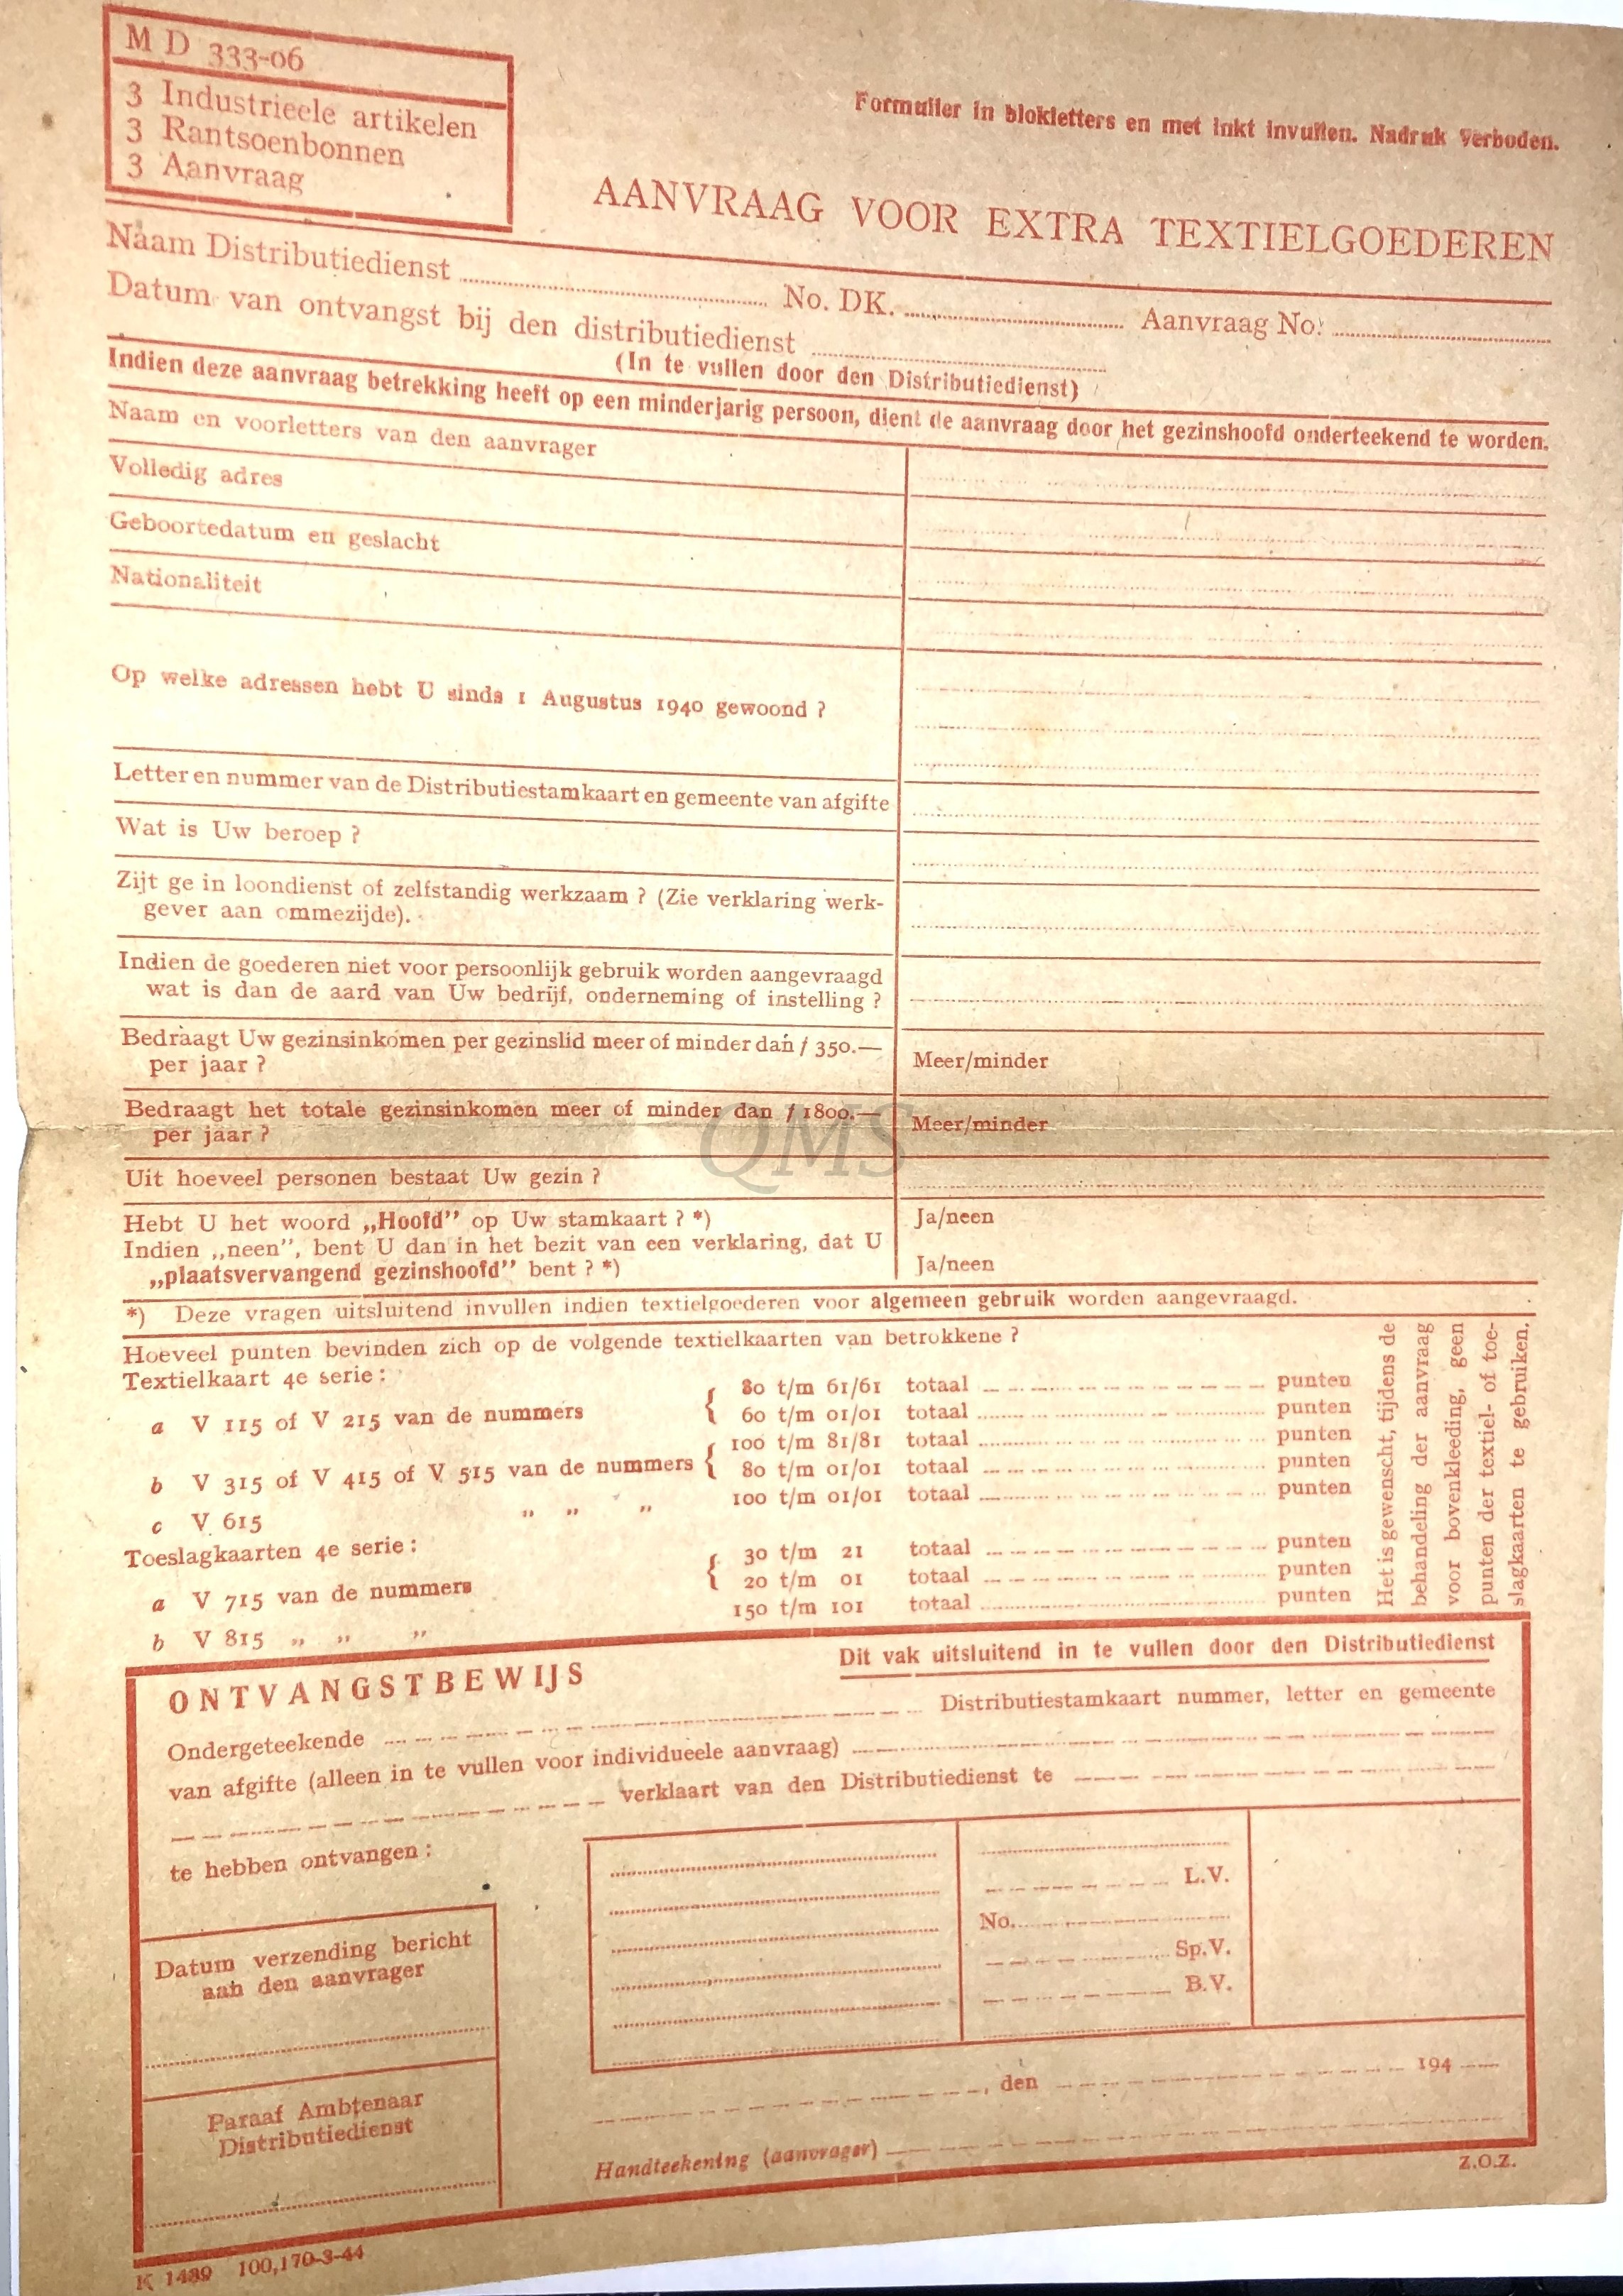 M D 333-06
3 Industrieele artikelen
3 Rantsoenbonnen
3 Aanvraag
Formulier in blokletters en met inkt invullen. Nadruk verboden.
AANVRAAG VOOR EXTRA TEXTIELGOEDEREN
Naam Distributiedienst ........ No. DK. ........ Aanvraag No. ........
Datum van ontvangst bij den distributiedienst ........
(In te vullen door den Distributiedienst)
Indien deze aanvraag betrekking heeft op een minderjarig persoon, dient de aanvraag door het gezinshoofd onderteekend te worden.
Naam en voorletters van den aanvrager
Volledig adres
Geboortedatum en geslacht
Nationaliteit
Op welke adressen hebt U sinds 1 Augustus 1940 gewoond ?
Letter en nummer van de Distributiestamkaart en gemeente van afgifte
Wat is Uw beroep ?
Zijt ge in loondienst of zelfstandig werkzaam ? (Zie verklaring werk-
gever aan ommezijde).
Indien de goederen niet voor persoonlijk gebruik worden aangevraagd
wat is dan de aard van Uw bedrijf, onderneming of instelling ?
Bedraagt Uw gezinsinkomen per gezinslid meer of minder dan f 350.—
per jaar ?
Meer/minder
Bedraagt het totale gezinsinkomen meer of minder dan f 1800.—
per jaar ?
Meer/minder
QMS
Uit hoeveel personen bestaat Uw gezin ?
Hebt U het woord „Hoofd” op Uw stamkaart ? *) Ja/neen
Indien „neen”, bent U dan in het bezit van een verklaring, dat U
„plaatsvervangend gezinshoofd” bent ? *) Ja/neen
*) Deze vragen uitsluitend invullen indien textielgoederen voor algemeen gebruik worden aangevraagd.
Hoeveel punten bevinden zich op de volgende textielkaarten van betrokkene ?
Textielkaart 4e serie :
a V 115 of V 215 van de nummers { 80 t/m 61/61 totaal ........ punten
60 t/m 01/01 totaal ........ punten
b V 315 of V 415 of V 515 van de nummers { 100 t/m 81/81 totaal ........ punten
80 t/m 01/01 totaal ........ punten
c V 615 „ „ „ 100 t/m 01/01 totaal ........ punten
Toeslagkaarten 4e serie :
a V 715 van de nummers { 30 t/m 21 totaal ........ punten
20 t/m 01 totaal ........ punten
b V 815 „ „ „ 150 t/m 101 totaal ........ punten
Het is gewenscht, tijdens de
behandeling der aanvraag
voor bovenkleeding, geen
punten der textiel- of toe-
slagkaarten te gebruiken.
Dit vak uitsluitend in te vullen door den Distributiedienst
ONTVANGSTBEWIJS
Ondergeteekende ........ Distributiestamkaart nummer, letter en gemeente
van afgifte (alleen in te vullen voor individueele aanvraag) ........
........ verklaart van den Distributiedienst te ........
te hebben ontvangen :
L.V.
No. ........
Sp.V.
B.V.
Datum verzending bericht
aan den aanvrager
Paraaf Ambtenaar
Distributiedienst
........, den ........ 194 ....
Handteekening (aanvrager) ........
Z.O.Z.
K 1489 100,170-3-44